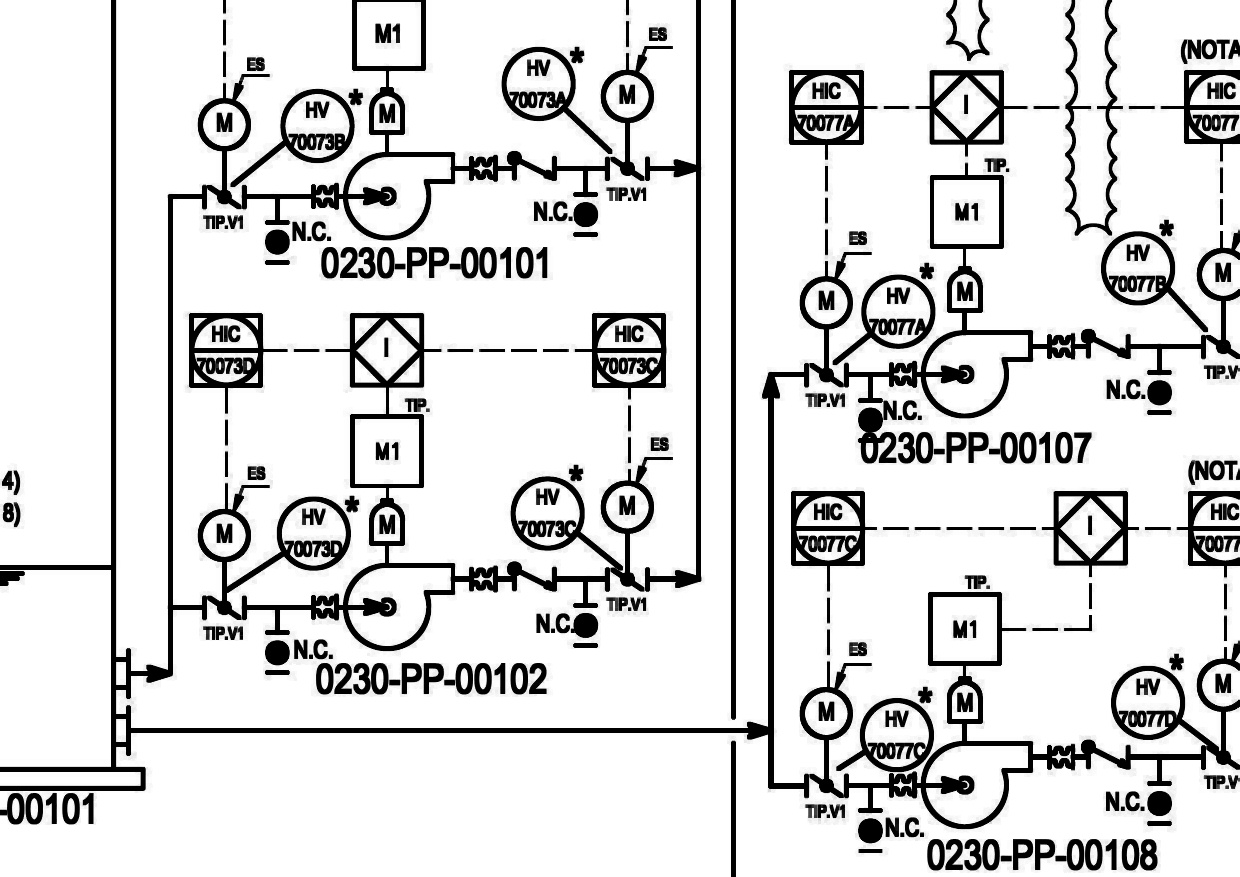 M1
ES
M
HV
70073B
*
M
HV
70073A
*
ES
M
TIP.V1
N.C.
N.C.
TIP.V1
0230-PP-00101
HIC
70073D
I
HIC
70073C
TIP.
M1
ES
M
HV
70073D
*
M
HV
70073C
*
ES
M
TIP.V1
N.C.
N.C.
TIP.V1
0230-PP-00102
4)
8)
-00101
(NOTA
HIC
70077A
I
HIC
70077
TIP.
M1
ES
M
HV
70077A
*
M
HV
70077B
*
M
TIP.V1
N.C.
N.C.
TIP.V
0230-PP-00107
(NOTA
HIC
70077C
I
HIC
70077
TIP.
M1
ES
M
HV
70077C
*
M
HV
70077D
*
M
TIP.V1
N.C.
N.C.
TIP.V
0230-PP-00108